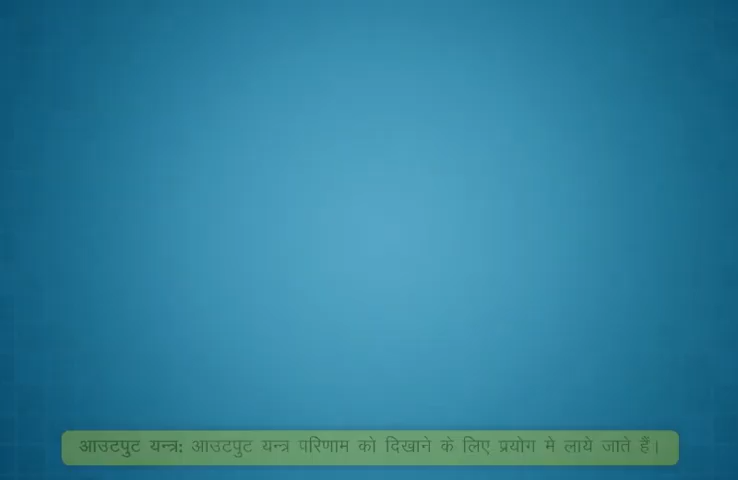 आउटपुट यन्त्र: आउटपुट यन्त्र परिणाम को दिखाने के लिए प्रयोग मे लाये जाते हैं।